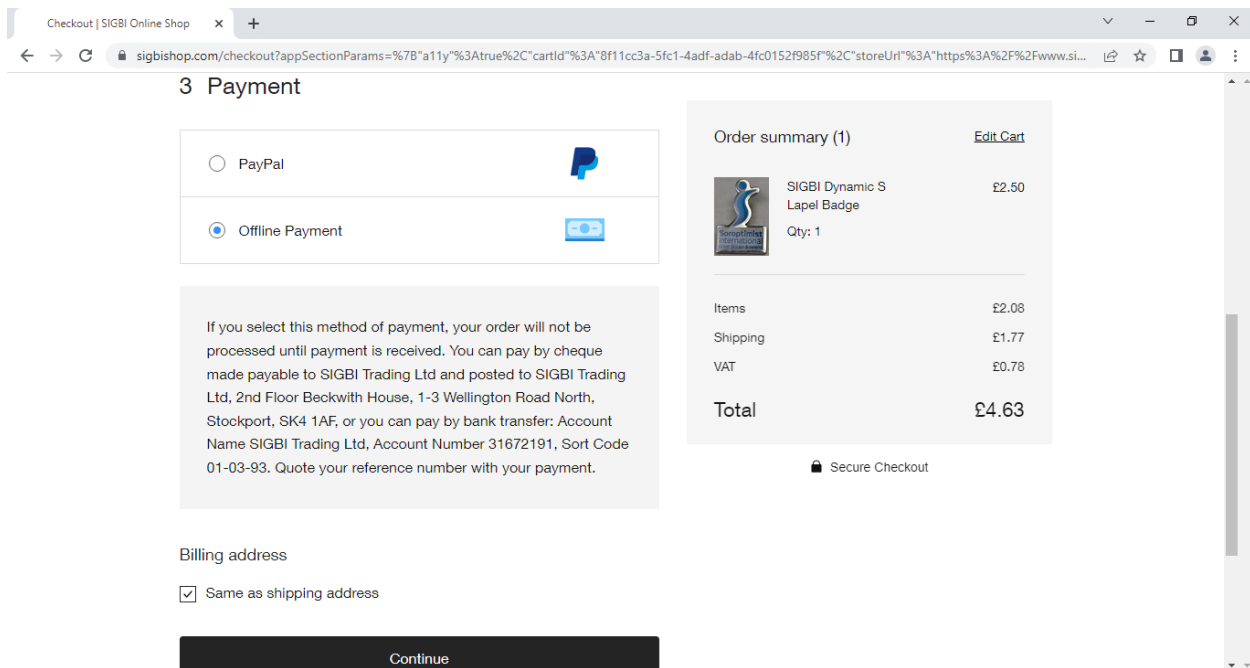 Checkout | SIGBI Online Shop
sigbishop.com/checkout?appSectionParams=%7B"a11y"%3Atrue%2C"cartId"%3A"8f11cc3a-5fc1-4adf-adab-4fc0152f985f"%2C"storeUrl"%3A"https%3A%2F%2Fwww.si...
3 Payment
PayPal
Offline Payment
If you select this method of payment, your order will not be
processed until payment is received. You can pay by cheque
made payable to SIGBI Trading Ltd and posted to SIGBI Trading
Ltd, 2nd Floor Beckwith House, 1-3 Wellington Road North,
Stockport, SK4 1AF, or you can pay by bank transfer: Account
Name SIGBI Trading Ltd, Account Number 31672191, Sort Code
01-03-93. Quote your reference number with your payment.
Billing address
Same as shipping address
Continue
Order summary (1) Edit Cart
SIGBI Dynamic S £2.50
Lapel Badge
Qty: 1
Soroptimist
International
Items £2.08
Shipping £1.77
VAT £0.78
Total £4.63
Secure Checkout